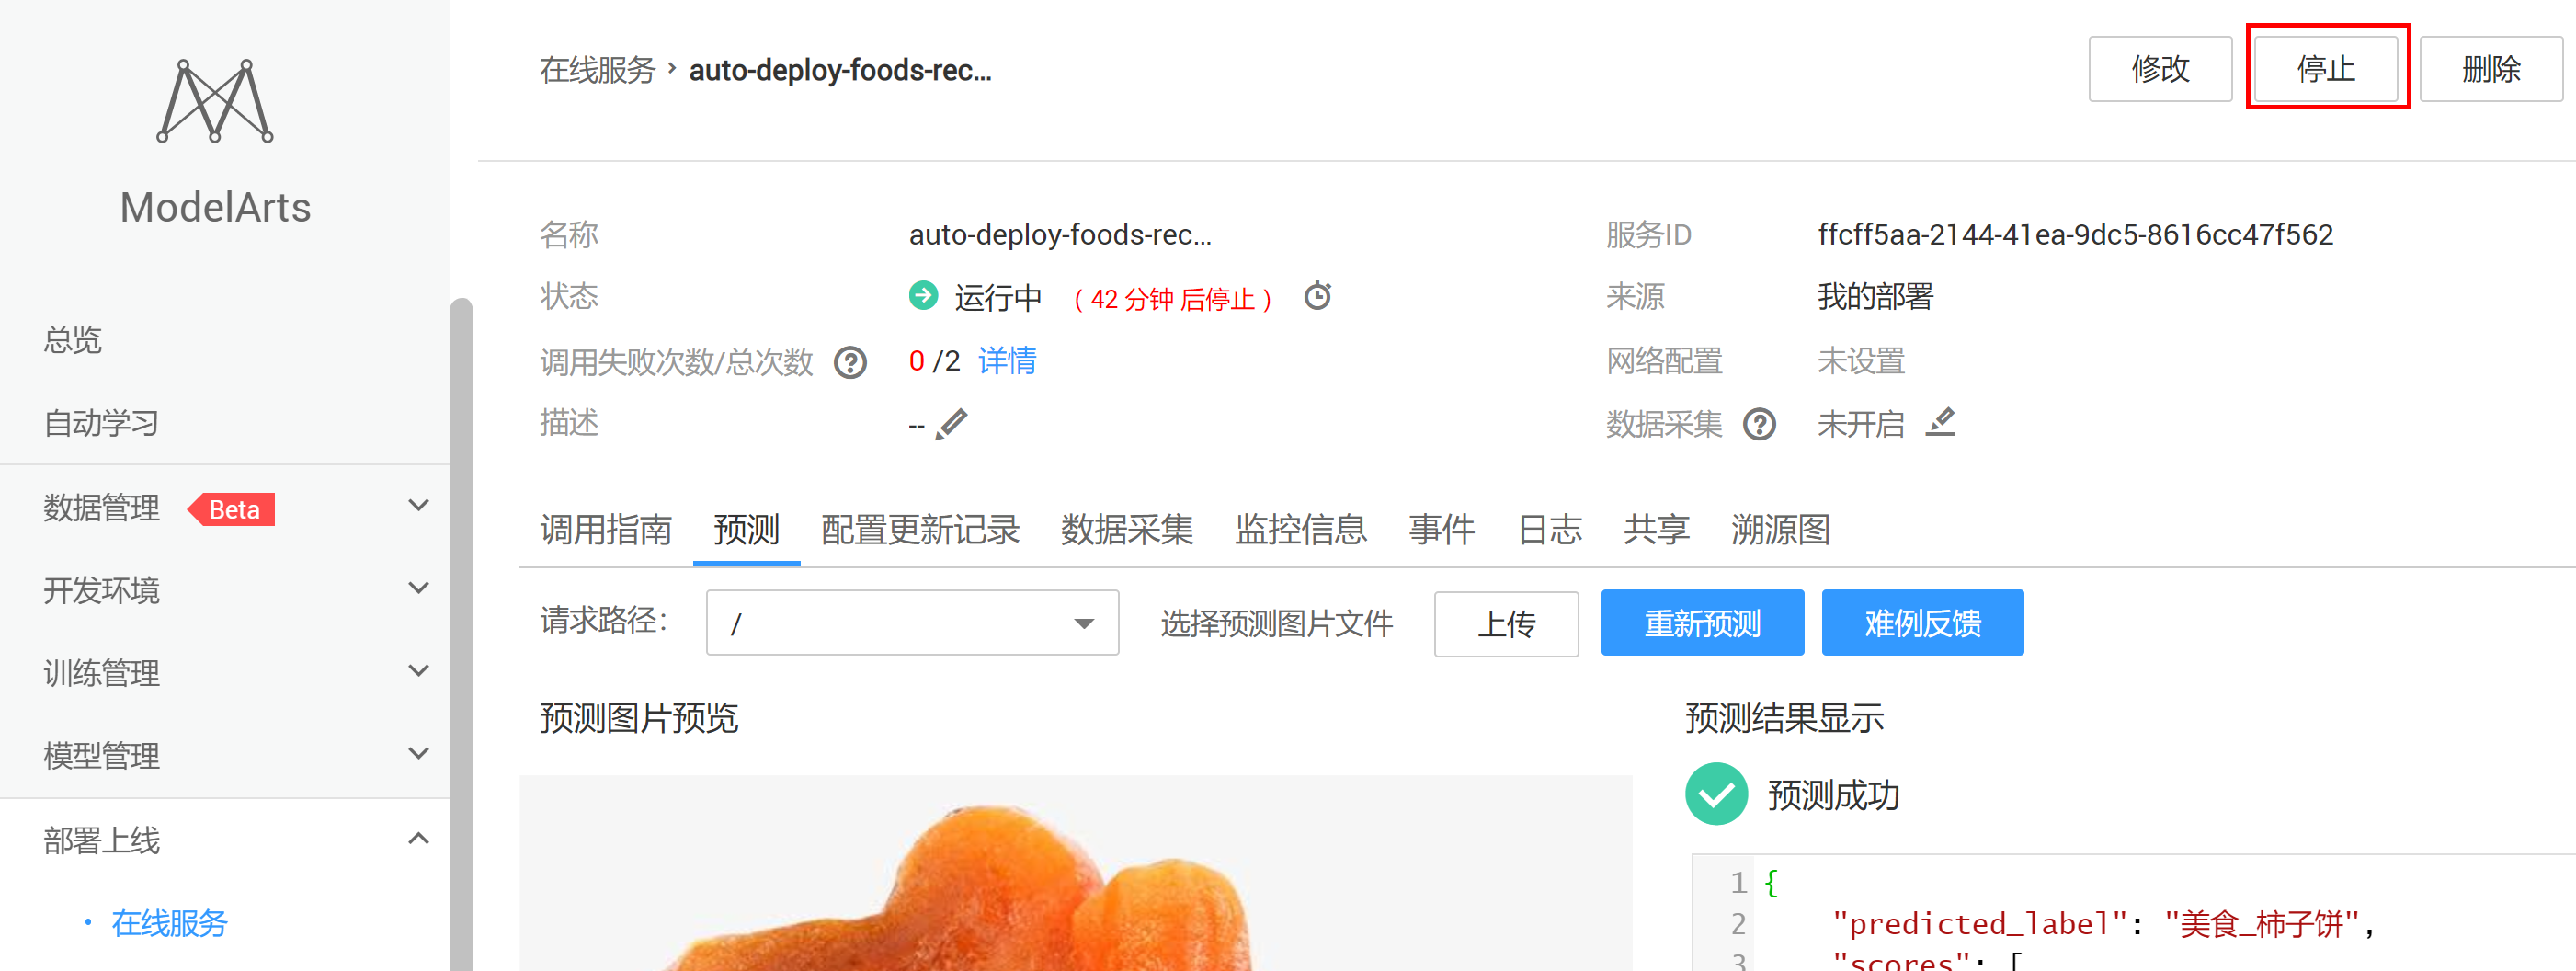 ModelArts
总览
自动学习
数据管理 Beta
开发环境
训练管理
模型管理
部署上线
在线服务
在线服务 › auto-deploy-foods-rec...
修改 停止 删除
名称 auto-deploy-foods-rec...
服务ID ffcff5aa-2144-41ea-9dc5-8616cc47f562
状态 运行中 （ 42 分钟 后停止 ）
来源 我的部署
调用失败次数/总次数 0 /2 详情
网络配置 未设置
描述 --
数据采集 未开启
调用指南 预测 配置更新记录 数据采集 监控信息 事件 日志 共享 溯源图
请求路径： / 选择预测图片文件 上传 重新预测 难例反馈
预测图片预览
预测结果显示
预测成功
1 {
2 "predicted_label": "美食_柿子饼",
3 "scores": [